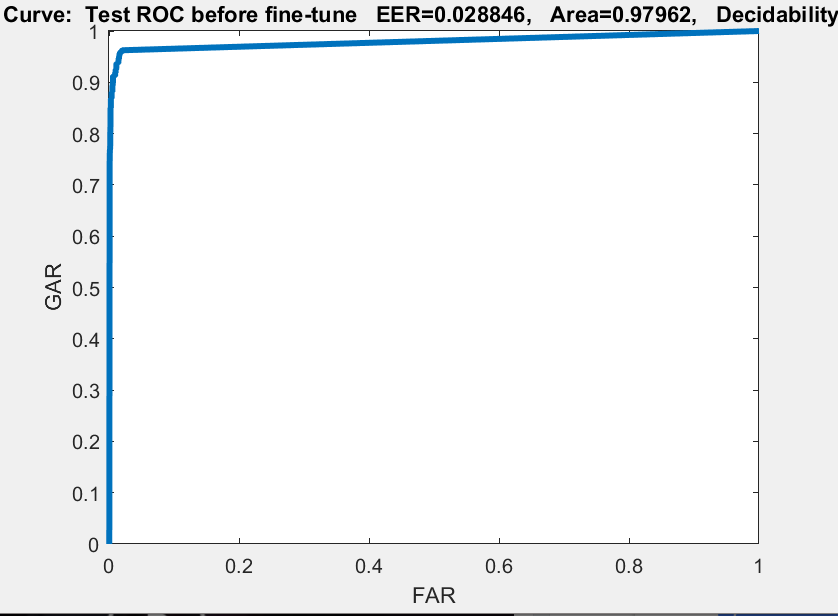 Curve:  Test ROC before fine-tune   EER=0.028846,   Area=0.97962,   Decidability
1
0.9
0.8
0.7
0.6
0.5
0.4
0.3
0.2
0.1
0
GAR
0 0.2 0.4 0.6 0.8 1
FAR